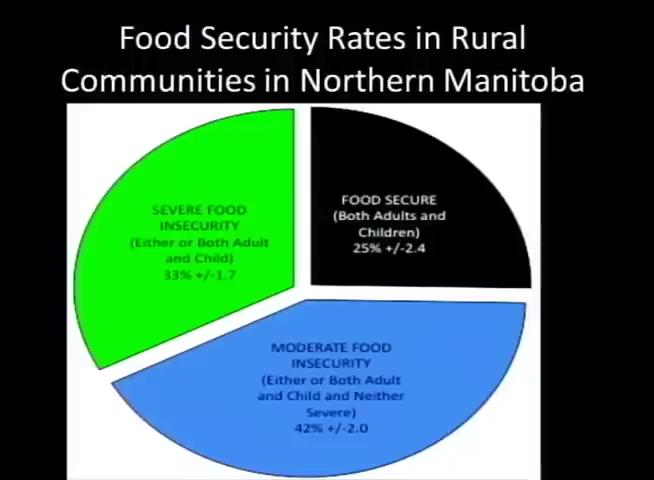 Food Security Rates in Rural
Communities in Northern Manitoba
SEVERE FOOD
INSECURITY
(Either or Both Adult
and Child)
33% +/-1.7
FOOD SECURE
(Both Adults and
Children)
25% +/-2.4
MODERATE FOOD
INSECURITY
(Either or Both Adult
and Child and Neither
Severe)
42% +/-2.0